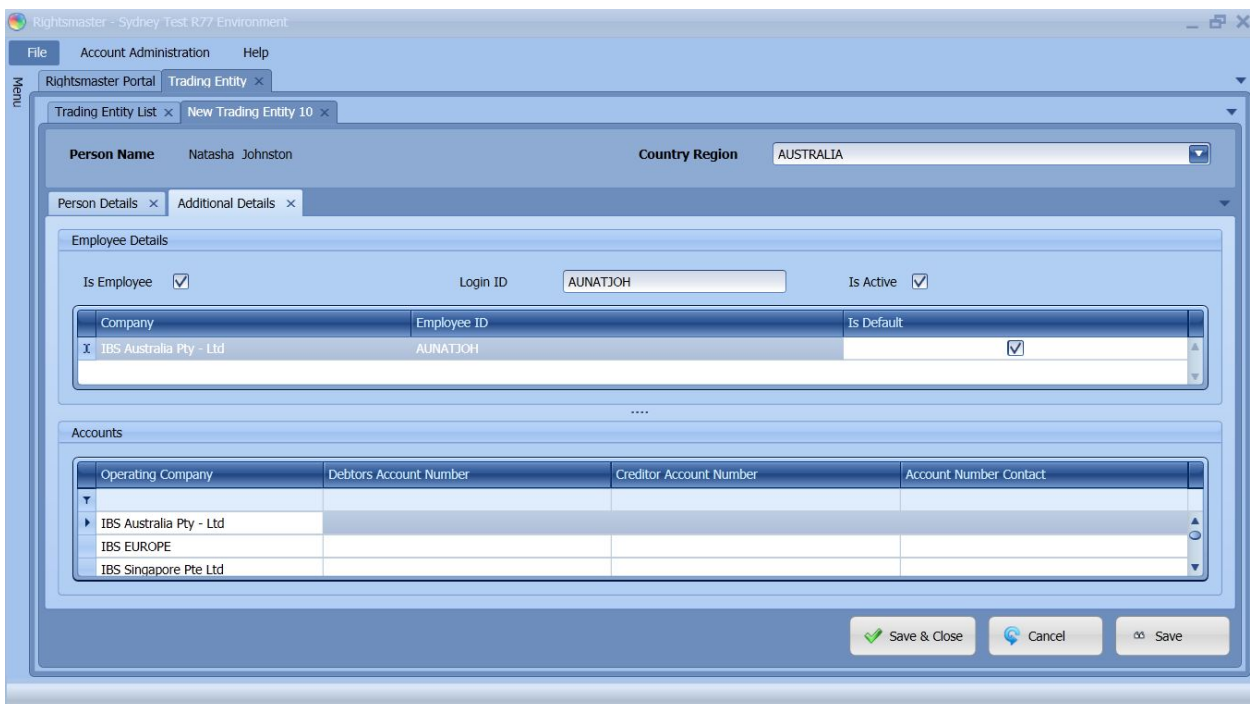 Rightsmaster - Sydney Test R77 Environment
File Account Administration Help
Menu
Rightsmaster Portal Trading Entity
Trading Entity List New Trading Entity 10
Person Name Natasha Johnston Country Region AUSTRALIA
Person Details Additional Details
Employee Details
Is Employee Login ID AUNATJOH Is Active
Company Employee ID Is Default
IBS Australia Pty - Ltd AUNATJOH
Accounts
Operating Company Debtors Account Number Creditor Account Number Account Number Contact
IBS Australia Pty - Ltd
IBS EUROPE
IBS Singapore Pte Ltd
Save & Close Cancel Save